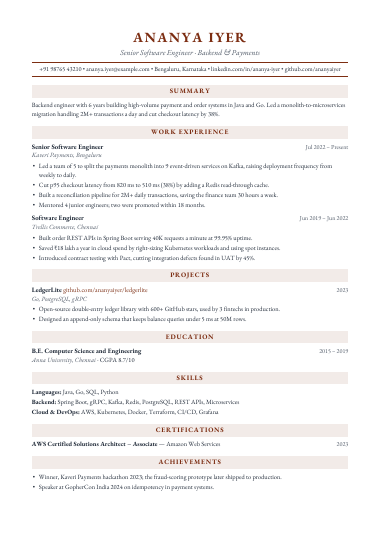 ANANYA IYER
Senior Software Engineer · Backend & Payments
+91 98765 43210 • ananya.iyer@example.com • Bengaluru, Karnataka • linkedin.com/in/ananya-iyer • github.com/ananyaiyer
SUMMARY
Backend engineer with 6 years building high-volume payment and order systems in Java and Go. Led a monolith-to-microservices
migration handling 2M+ transactions a day and cut checkout latency by 38%.
WORK EXPERIENCE
Senior Software Engineer Jul 2022 – Present
Kaveri Payments, Bengaluru
• Led a team of 5 to split the payments monolith into 9 event-driven services on Kafka, raising deployment frequency from
weekly to daily.
• Cut p95 checkout latency from 820 ms to 510 ms (38%) by adding a Redis read-through cache.
• Built a reconciliation pipeline for 2M+ daily transactions, saving the finance team 30 hours a week.
• Mentored 4 junior engineers; two were promoted within 18 months.
Software Engineer Jun 2019 – Jun 2022
Trellis Commerce, Chennai
• Built order REST APIs in Spring Boot serving 40K requests a minute at 99.95% uptime.
• Saved ₹18 lakh a year in cloud spend by right-sizing Kubernetes workloads and using spot instances.
• Introduced contract testing with Pact, cutting integration defects found in UAT by 45%.
PROJECTS
LedgerLite github.com/ananyaiyer/ledgerlite 2023
Go, PostgreSQL, gRPC
• Open-source double-entry ledger library with 600+ GitHub stars, used by 3 fintechs in production.
• Designed an append-only schema that keeps balance queries under 5 ms at 50M rows.
EDUCATION
B.E. Computer Science and Engineering 2015 – 2019
Anna University, Chennai · CGPA 8.7/10
SKILLS
Languages: Java, Go, SQL, Python
Backend: Spring Boot, gRPC, Kafka, Redis, PostgreSQL, REST APIs, Microservices
Cloud & DevOps: AWS, Kubernetes, Docker, Terraform, CI/CD, Grafana
CERTIFICATIONS
AWS Certified Solutions Architect – Associate — Amazon Web Services 2023
ACHIEVEMENTS
• Winner, Kaveri Payments hackathon 2023; the fraud-scoring prototype later shipped to production.
• Speaker at GopherCon India 2024 on idempotency in payment systems.